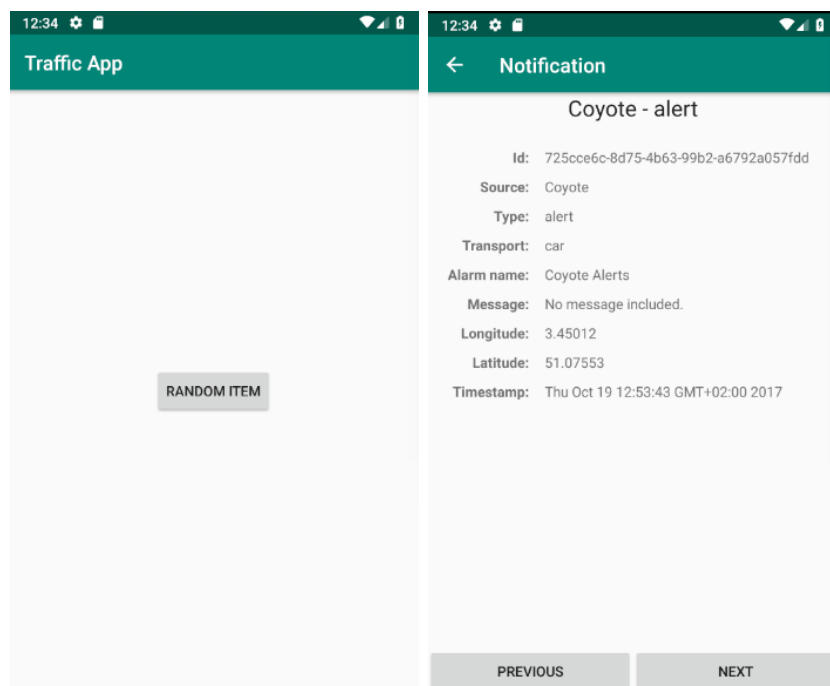 12:34
Traffic App
RANDOM ITEM
12:34
Notification
Coyote - alert
Id: 725cce6c-8d75-4b63-99b2-a6792a057fdd
Source: Coyote
Type: alert
Transport: car
Alarm name: Coyote Alerts
Message: No message included.
Longitude: 3.45012
Latitude: 51.07553
Timestamp: Thu Oct 19 12:53:43 GMT+02:00 2017
PREVIOUS NEXT